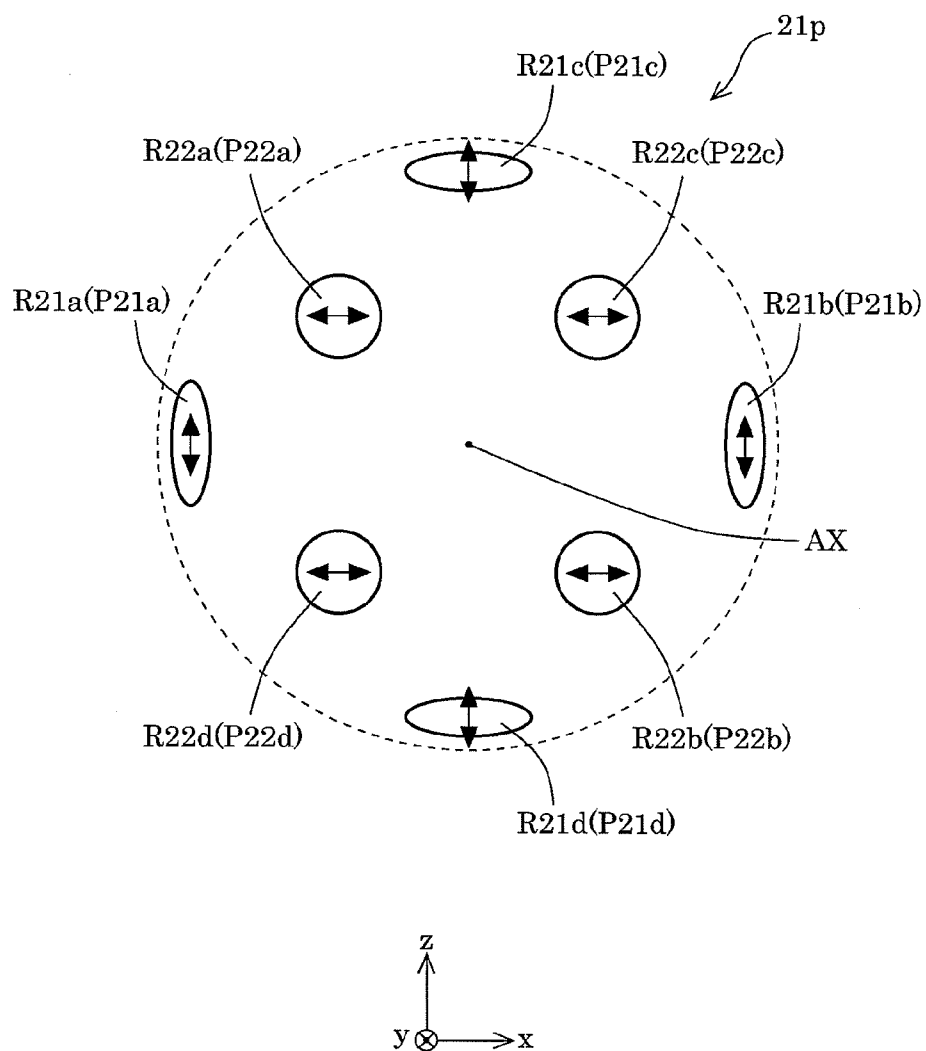 21p
R21c(P21c)
R22a(P22a)
R22c(P22c)
R21a(P21a)
R21b(P21b)
AX
R22d(P22d)
R22b(P22b)
R21d(P21d)
z
y
x